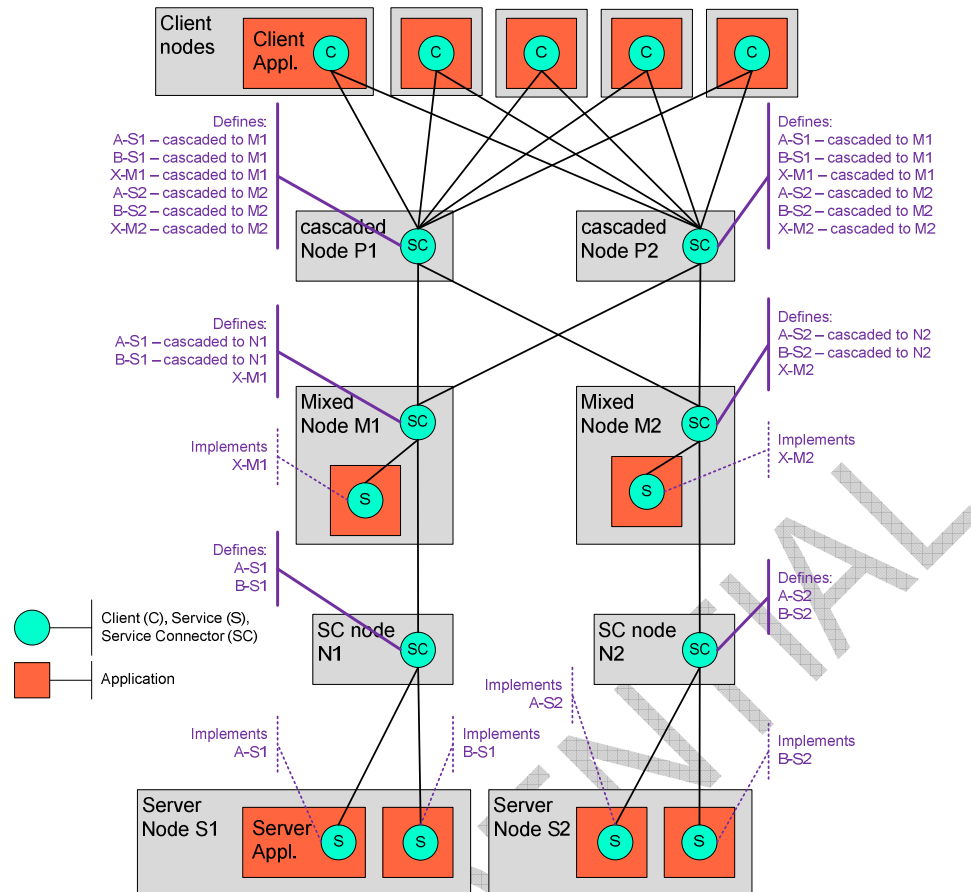 Client
nodes
Client
Appl.
C
C
C
C
C
Defines:
A-S1 – cascaded to M1
B-S1 – cascaded to M1
X-M1 – cascaded to M1
A-S2 – cascaded to M2
B-S2 – cascaded to M2
X-M2 – cascaded to M2
Defines:
A-S1 – cascaded to M1
B-S1 – cascaded to M1
X-M1 – cascaded to M1
A-S2 – cascaded to M2
B-S2 – cascaded to M2
X-M2 – cascaded to M2
cascaded
Node P1
SC
cascaded
Node P2
SC
Defines:
A-S1 – cascaded to N1
B-S1 – cascaded to N1
X-M1
Defines:
A-S2 – cascaded to N2
B-S2 – cascaded to N2
X-M2
Mixed
Node M1
SC
Mixed
Node M2
SC
Implements
X-M1
S
S
Implements
X-M2
Defines:
A-S1
B-S1
Defines:
A-S2
B-S2
SC node
N1
SC
SC node
N2
SC
Client (C), Service (S),
Service Connector (SC)
Application
Implements
A-S1
Implements
B-S1
Implements
A-S2
Implements
B-S2
Server
Node S1
Server
Appl.
S
S
Server
Node S2
S
S
ENTIAL